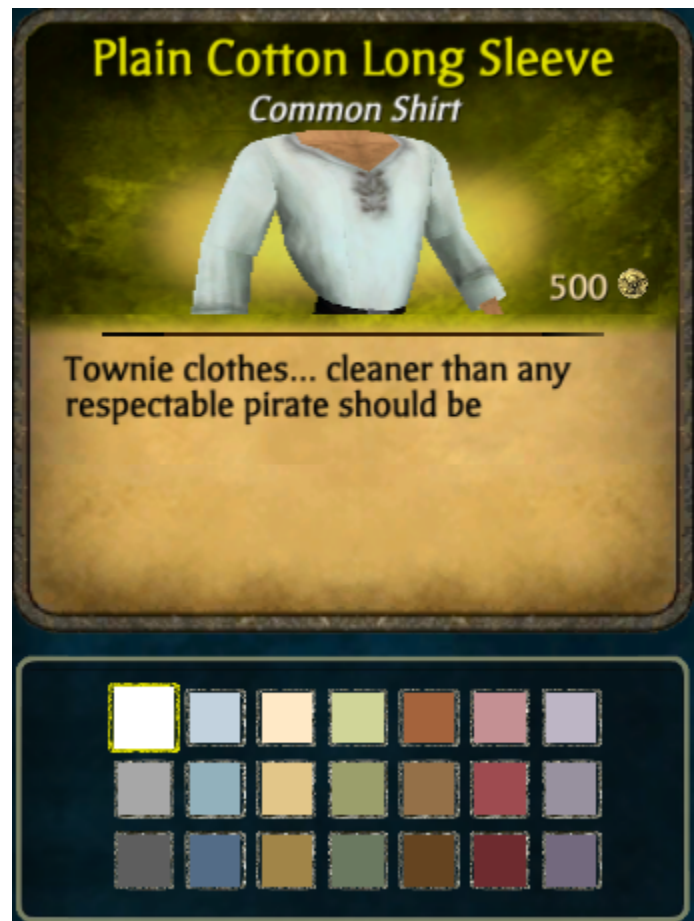 Plain Cotton Long Sleeve
Common Shirt
500
Townie clothes... cleaner than any
respectable pirate should be